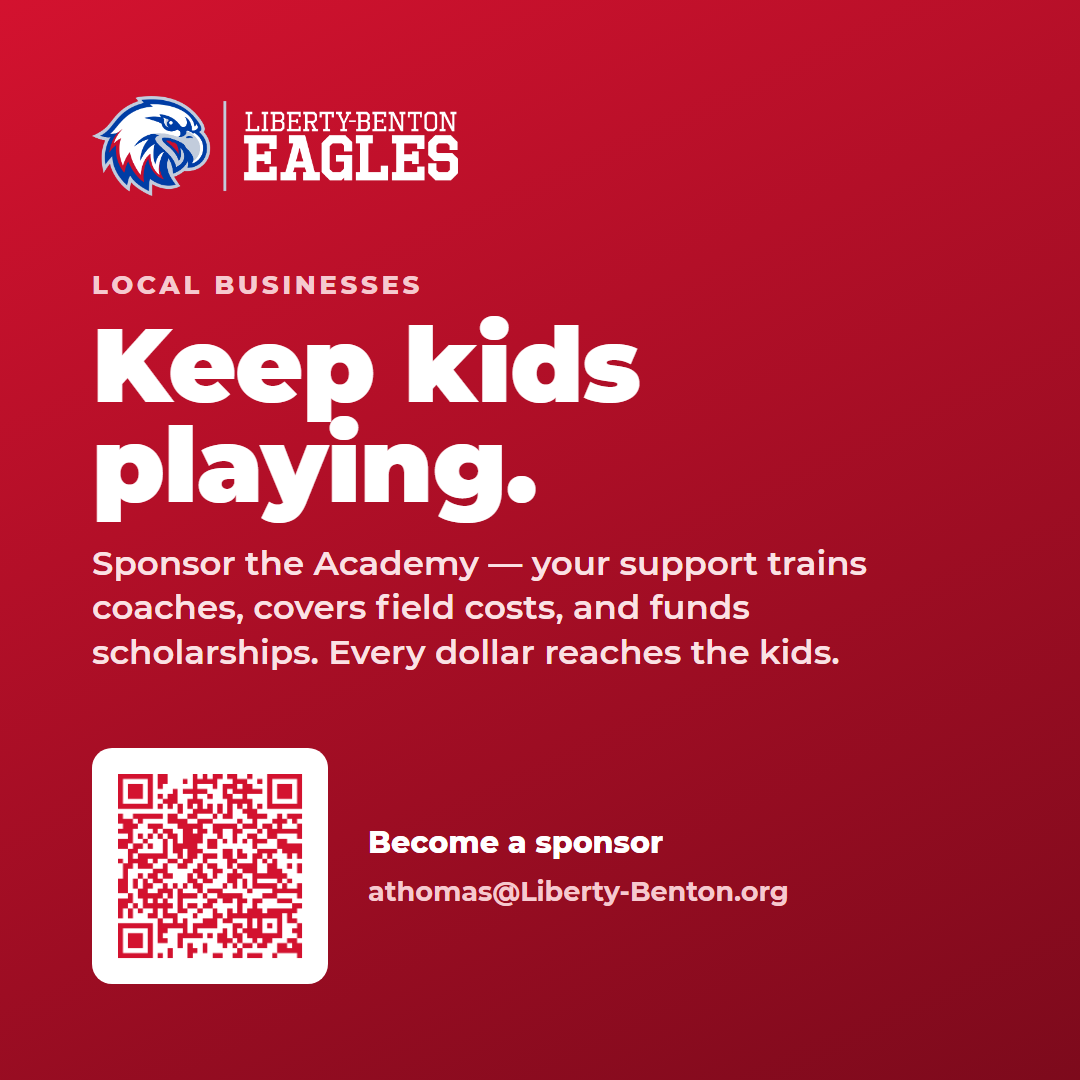 LIBERTY-BENTON
EAGLES
LOCAL BUSINESSES
Keep kids
playing.
Sponsor the Academy — your support trains
coaches, covers field costs, and funds
scholarships. Every dollar reaches the kids.
Become a sponsor
athomas@Liberty-Benton.org